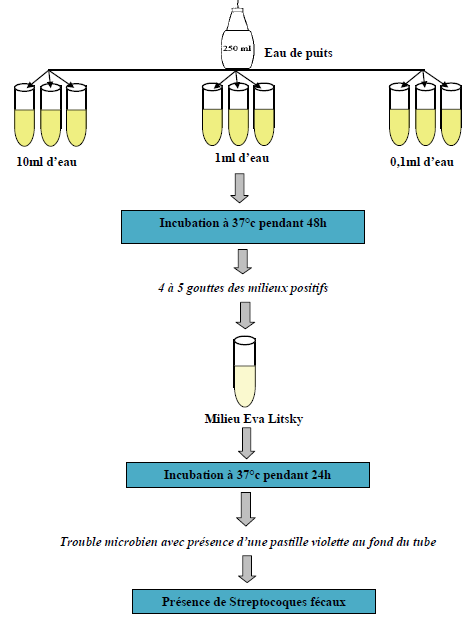 250 ml
Eau de puits
10ml d'eau
1ml d'eau
0,1ml d'eau
Incubation à 37°c pendant 48h
4 à 5 gouttes des milieux positifs
Milieu Eva Litsky
Incubation à 37°c pendant 24h
Trouble microbien avec présence d'une pastille violette au fond du tube
Présence de Streptocoques fécaux